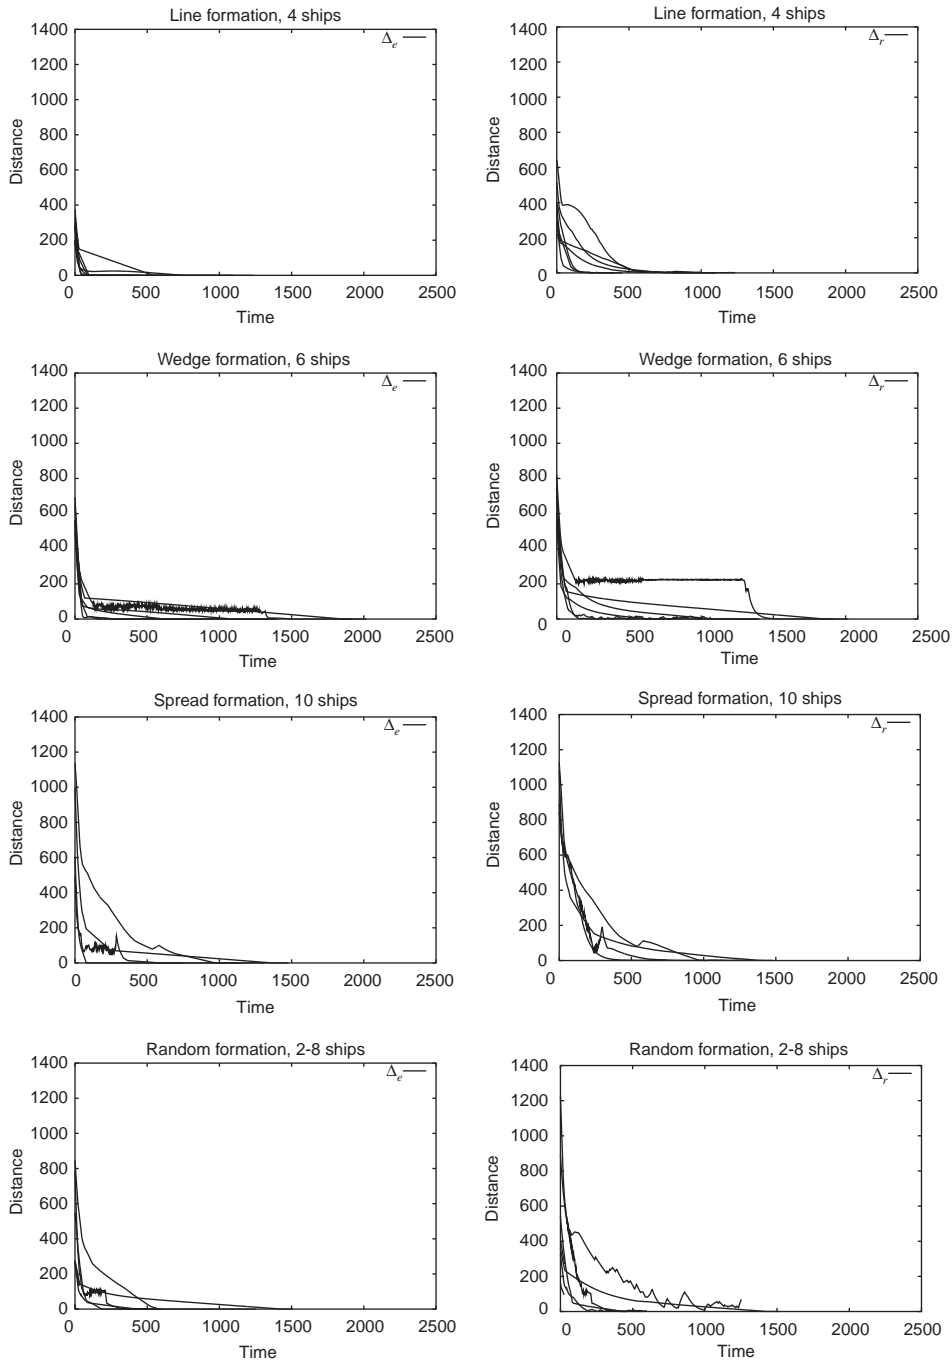 Line formation, 4 ships
1400
1200
1000
800
600
400
200
0
Distance
Δe
0 500 1000 1500 2000 2500
Time
Line formation, 4 ships
1400
1200
1000
800
600
400
200
0
Distance
Δr
0 500 1000 1500 2000 2500
Time
Wedge formation, 6 ships
1400
1200
1000
800
600
400
200
0
Distance
Δe
0 500 1000 1500 2000 2500
Time
Wedge formation, 6 ships
1400
1200
1000
800
600
400
200
0
Distance
Δr
0 500 1000 1500 2000 2500
Time
Spread formation, 10 ships
1400
1200
1000
800
600
400
200
0
Distance
Δe
0 500 1000 1500 2000 2500
Time
Spread formation, 10 ships
1400
1200
1000
800
600
400
200
0
Distance
Δr
0 500 1000 1500 2000 2500
Time
Random formation, 2-8 ships
1400
1200
1000
800
600
400
200
0
Distance
Δe
0 500 1000 1500 2000 2500
Time
Random formation, 2-8 ships
1400
1200
1000
800
600
400
200
0
Distance
Δr
0 500 1000 1500 2000 2500
Time